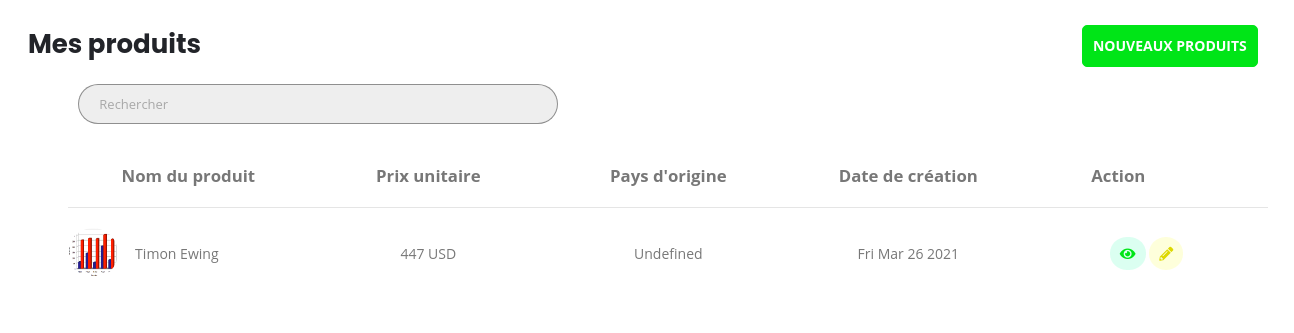 Mes produits
NOUVEAUX PRODUITS
Rechercher
Nom du produit Prix unitaire Pays d'origine Date de création Action
Timon Ewing 447 USD Undefined Fri Mar 26 2021